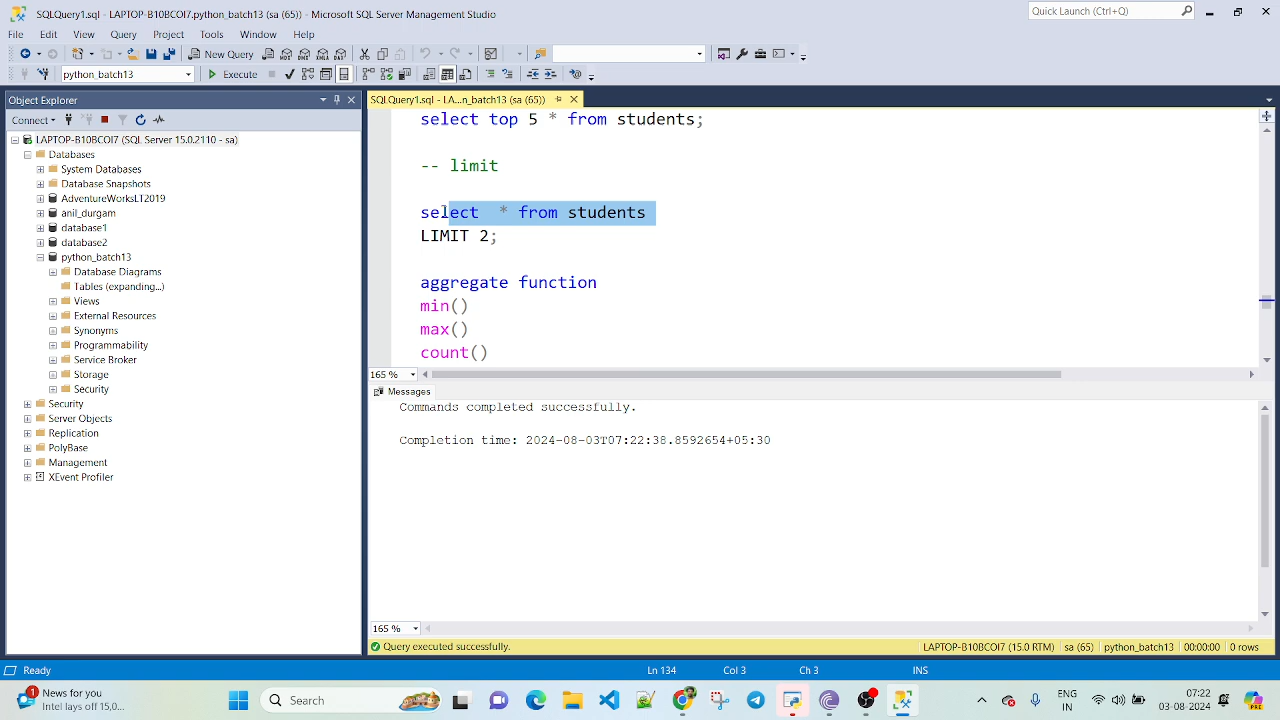 SQLQuery1.sql - LAPTOP-B10BCOI7.python_batch13 (sa (65))* - Microsoft SQL Server Management Studio
Quick Launch (Ctrl+Q)
File Edit View Query Project Tools Window Help
New Query
python_batch13 Execute
Object Explorer
SQLQuery1.sql - LA...n_batch13 (sa (65))*
Connect
LAPTOP-B10BCOI7 (SQL Server 15.0.2110 - sa)
Databases
System Databases
Database Snapshots
AdventureWorksLT2019
anil_durgam
database1
database2
python_batch13
Database Diagrams
Tables (expanding...)
Views
External Resources
Synonyms
Programmability
Service Broker
Storage
Security
Security
Server Objects
Replication
PolyBase
Management
XEvent Profiler
select top 5 * from students;
-- limit
select * from students
LIMIT 2;
aggregate function
min()
max()
count()
165 %
Messages
Commands completed successfully.
Completion time: 2024-08-03T07:22:38.8592654+05:30
165 %
Query executed successfully. LAPTOP-B10BCOI7 (15.0 RTM) sa (65) python_batch13 00:00:00 0 rows
Ready Ln 134 Col 3 Ch 3 INS
1 News for you
Intel lays off 15,0...
Search
ENG
IN
07:22
03-08-2024